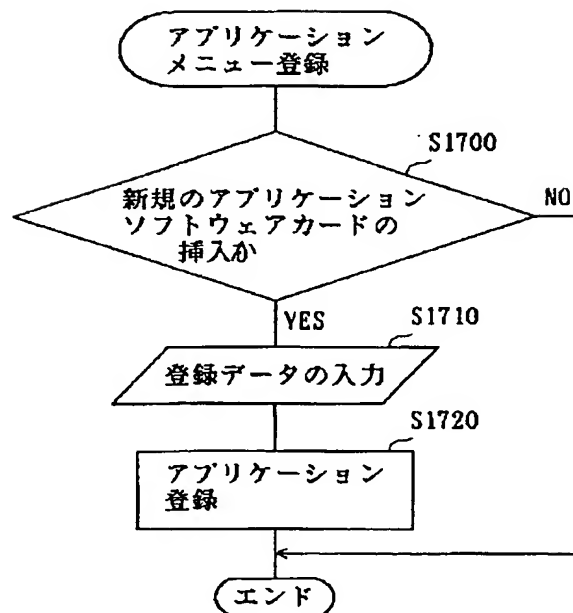 アプリケーション
メニュー登録
S1700
新規のアプリケーション
ソフトウェアカードの
挿入か
NO
YES
S1710
登録データの入力
S1720
アプリケーション
登録
エンド